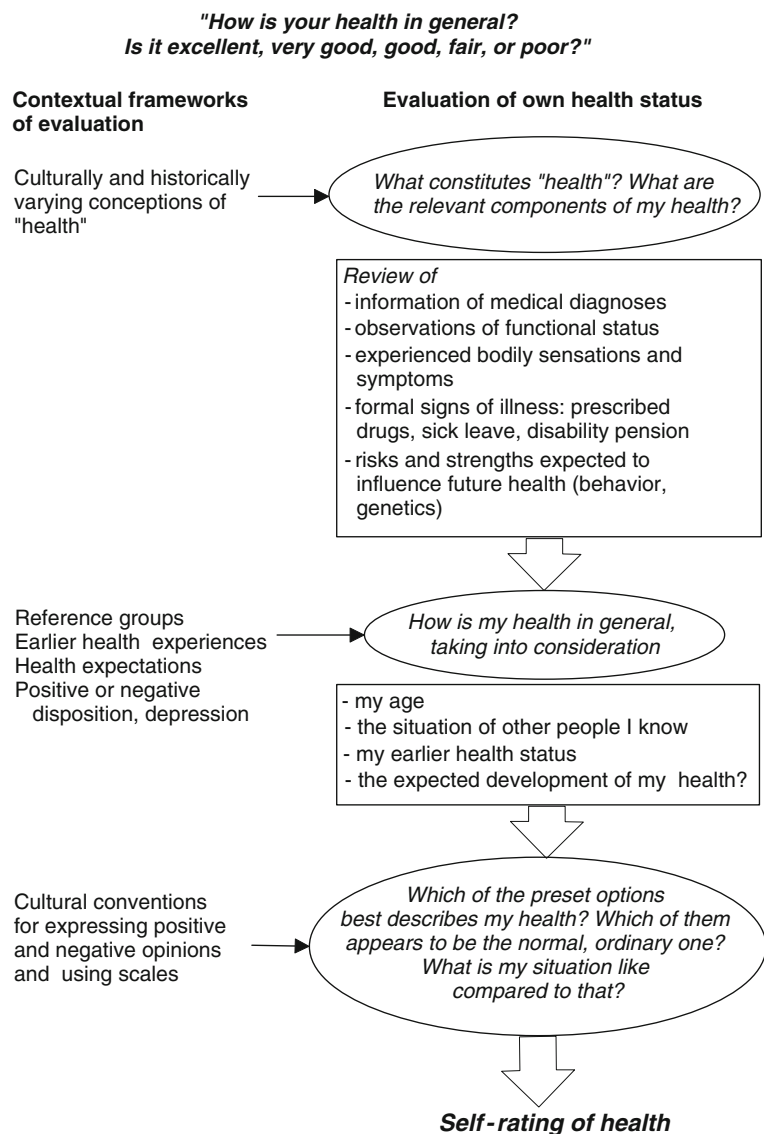 "How is your health in general?
Is it excellent, very good, good, fair, or poor?"
Contextual frameworks
of evaluation
Evaluation of own health status
Culturally and historically
varying conceptions of
"health"
What constitutes "health"? What are
the relevant components of my health?
Review of
- information of medical diagnoses
- observations of functional status
- experienced bodily sensations and
symptoms
- formal signs of illness: prescribed
drugs, sick leave, disability pension
- risks and strengths expected to
influence future health (behavior,
genetics)
Reference groups
Earlier health experiences
Health expectations
Positive or negative
disposition, depression
How is my health in general,
taking into consideration
- my age
- the situation of other people I know
- my earlier health status
- the expected development of my health?
Cultural conventions
for expressing positive
and negative opinions
and using scales
Which of the preset options
best describes my health? Which of them
appears to be the normal, ordinary one?
What is my situation like
compared to that?
Self-rating of health